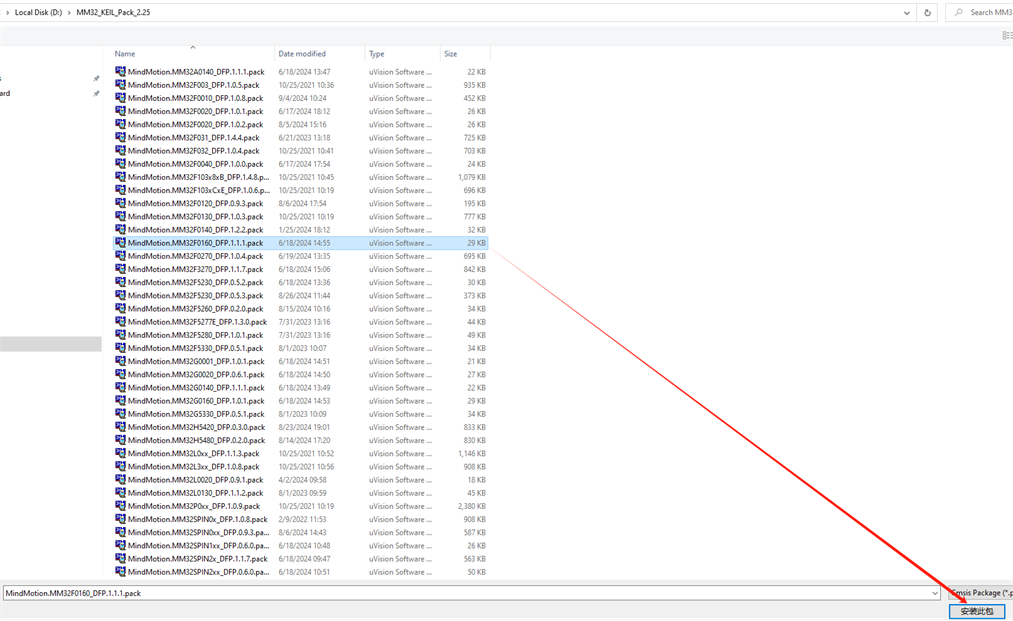 Local Disk (D:) > MM32_KEIL_Pack_2.25 Search MM32
Name Date modified Type Size
MindMotion.MM32A0140_DFP.1.1.1.pack 6/18/2024 13:47 uVision Software ... 22 KB
MindMotion.MM32F003_DFP.1.0.5.pack 10/25/2021 10:36 uVision Software ... 935 KB
MindMotion.MM32F0010_DFP.1.0.8.pack 9/4/2024 10:24 uVision Software ... 452 KB
MindMotion.MM32F0020_DFP.1.0.1.pack 6/17/2024 18:12 uVision Software ... 26 KB
MindMotion.MM32F0020_DFP.1.0.2.pack 8/5/2024 15:16 uVision Software ... 26 KB
MindMotion.MM32F031_DFP.1.4.4.pack 6/21/2023 13:18 uVision Software ... 725 KB
MindMotion.MM32F032_DFP.1.0.4.pack 10/25/2021 10:41 uVision Software ... 703 KB
MindMotion.MM32F0040_DFP.1.0.0.pack 6/17/2024 17:54 uVision Software ... 24 KB
MindMotion.MM32F103x8xB_DFP.1.4.8.p... 10/25/2021 10:45 uVision Software ... 1,079 KB
MindMotion.MM32F103xCxE_DFP.1.0.6.p... 10/25/2021 10:19 uVision Software ... 696 KB
MindMotion.MM32F0120_DFP.0.9.3.pack 8/6/2024 17:54 uVision Software ... 195 KB
MindMotion.MM32F0130_DFP.1.0.3.pack 10/25/2021 10:19 uVision Software ... 777 KB
MindMotion.MM32F0140_DFP.1.2.2.pack 1/25/2024 18:12 uVision Software ... 32 KB
MindMotion.MM32F0160_DFP.1.1.1.pack 6/18/2024 14:55 uVision Software ... 29 KB
MindMotion.MM32F0270_DFP.1.0.4.pack 6/19/2024 13:35 uVision Software ... 695 KB
MindMotion.MM32F3270_DFP.1.1.7.pack 6/18/2024 15:06 uVision Software ... 842 KB
MindMotion.MM32F5230_DFP.0.5.2.pack 6/18/2024 13:36 uVision Software ... 30 KB
MindMotion.MM32F5230_DFP.0.5.3.pack 8/26/2024 11:44 uVision Software ... 373 KB
MindMotion.MM32F5260_DFP.0.2.0.pack 8/15/2024 10:16 uVision Software ... 34 KB
MindMotion.MM32F5277E_DFP.1.3.0.pack 7/31/2023 13:16 uVision Software ... 44 KB
MindMotion.MM32F5280_DFP.1.0.1.pack 7/31/2023 13:16 uVision Software ... 49 KB
MindMotion.MM32F5330_DFP.0.5.1.pack 8/1/2023 10:07 uVision Software ... 34 KB
MindMotion.MM32G0001_DFP.1.0.1.pack 6/18/2024 14:51 uVision Software ... 21 KB
MindMotion.MM32G0020_DFP.0.6.1.pack 6/18/2024 14:50 uVision Software ... 27 KB
MindMotion.MM32G0140_DFP.1.1.1.pack 6/18/2024 13:49 uVision Software ... 22 KB
MindMotion.MM32G0160_DFP.1.0.1.pack 6/18/2024 14:53 uVision Software ... 29 KB
MindMotion.MM32G5330_DFP.0.5.1.pack 8/1/2023 10:09 uVision Software ... 34 KB
MindMotion.MM32H5420_DFP.0.3.0.pack 8/23/2024 19:01 uVision Software ... 833 KB
MindMotion.MM32H5480_DFP.0.2.0.pack 8/14/2024 17:20 uVision Software ... 830 KB
MindMotion.MM32L0xx_DFP.1.1.3.pack 10/25/2021 10:52 uVision Software ... 1,146 KB
ard
MindMotion.MM32L3xx_DFP.1.0.8.pack 10/25/2021 10:56 uVision Software ... 908 KB
MindMotion.MM32L0020_DFP.0.9.1.pack 4/2/2024 09:58 uVision Software ... 18 KB
MindMotion.MM32L0130_DFP.1.1.2.pack 8/1/2023 09:59 uVision Software ... 45 KB
MindMotion.MM32P0xx_DFP.1.0.9.pack 10/25/2021 10:19 uVision Software ... 2,380 KB
MindMotion.MM32SPIN0x_DFP.1.0.8.pack 2/9/2022 11:53 uVision Software ... 908 KB
MindMotion.MM32SPIN0xx_DFP.0.9.3.pa... 8/6/2024 14:43 uVision Software ... 587 KB
MindMotion.MM32SPIN1xx_DFP.0.6.0.pa... 6/18/2024 10:48 uVision Software ... 26 KB
MindMotion.MM32SPIN2x_DFP.1.1.7.pack 6/18/2024 09:47 uVision Software ... 563 KB
MindMotion.MM32SPIN2xx_DFP.0.6.0.pa... 6/18/2024 10:51 uVision Software ... 50 KB
MindMotion.MM32F0160_DFP.1.1.1.pack Cmsis Package (*.p
安装此包